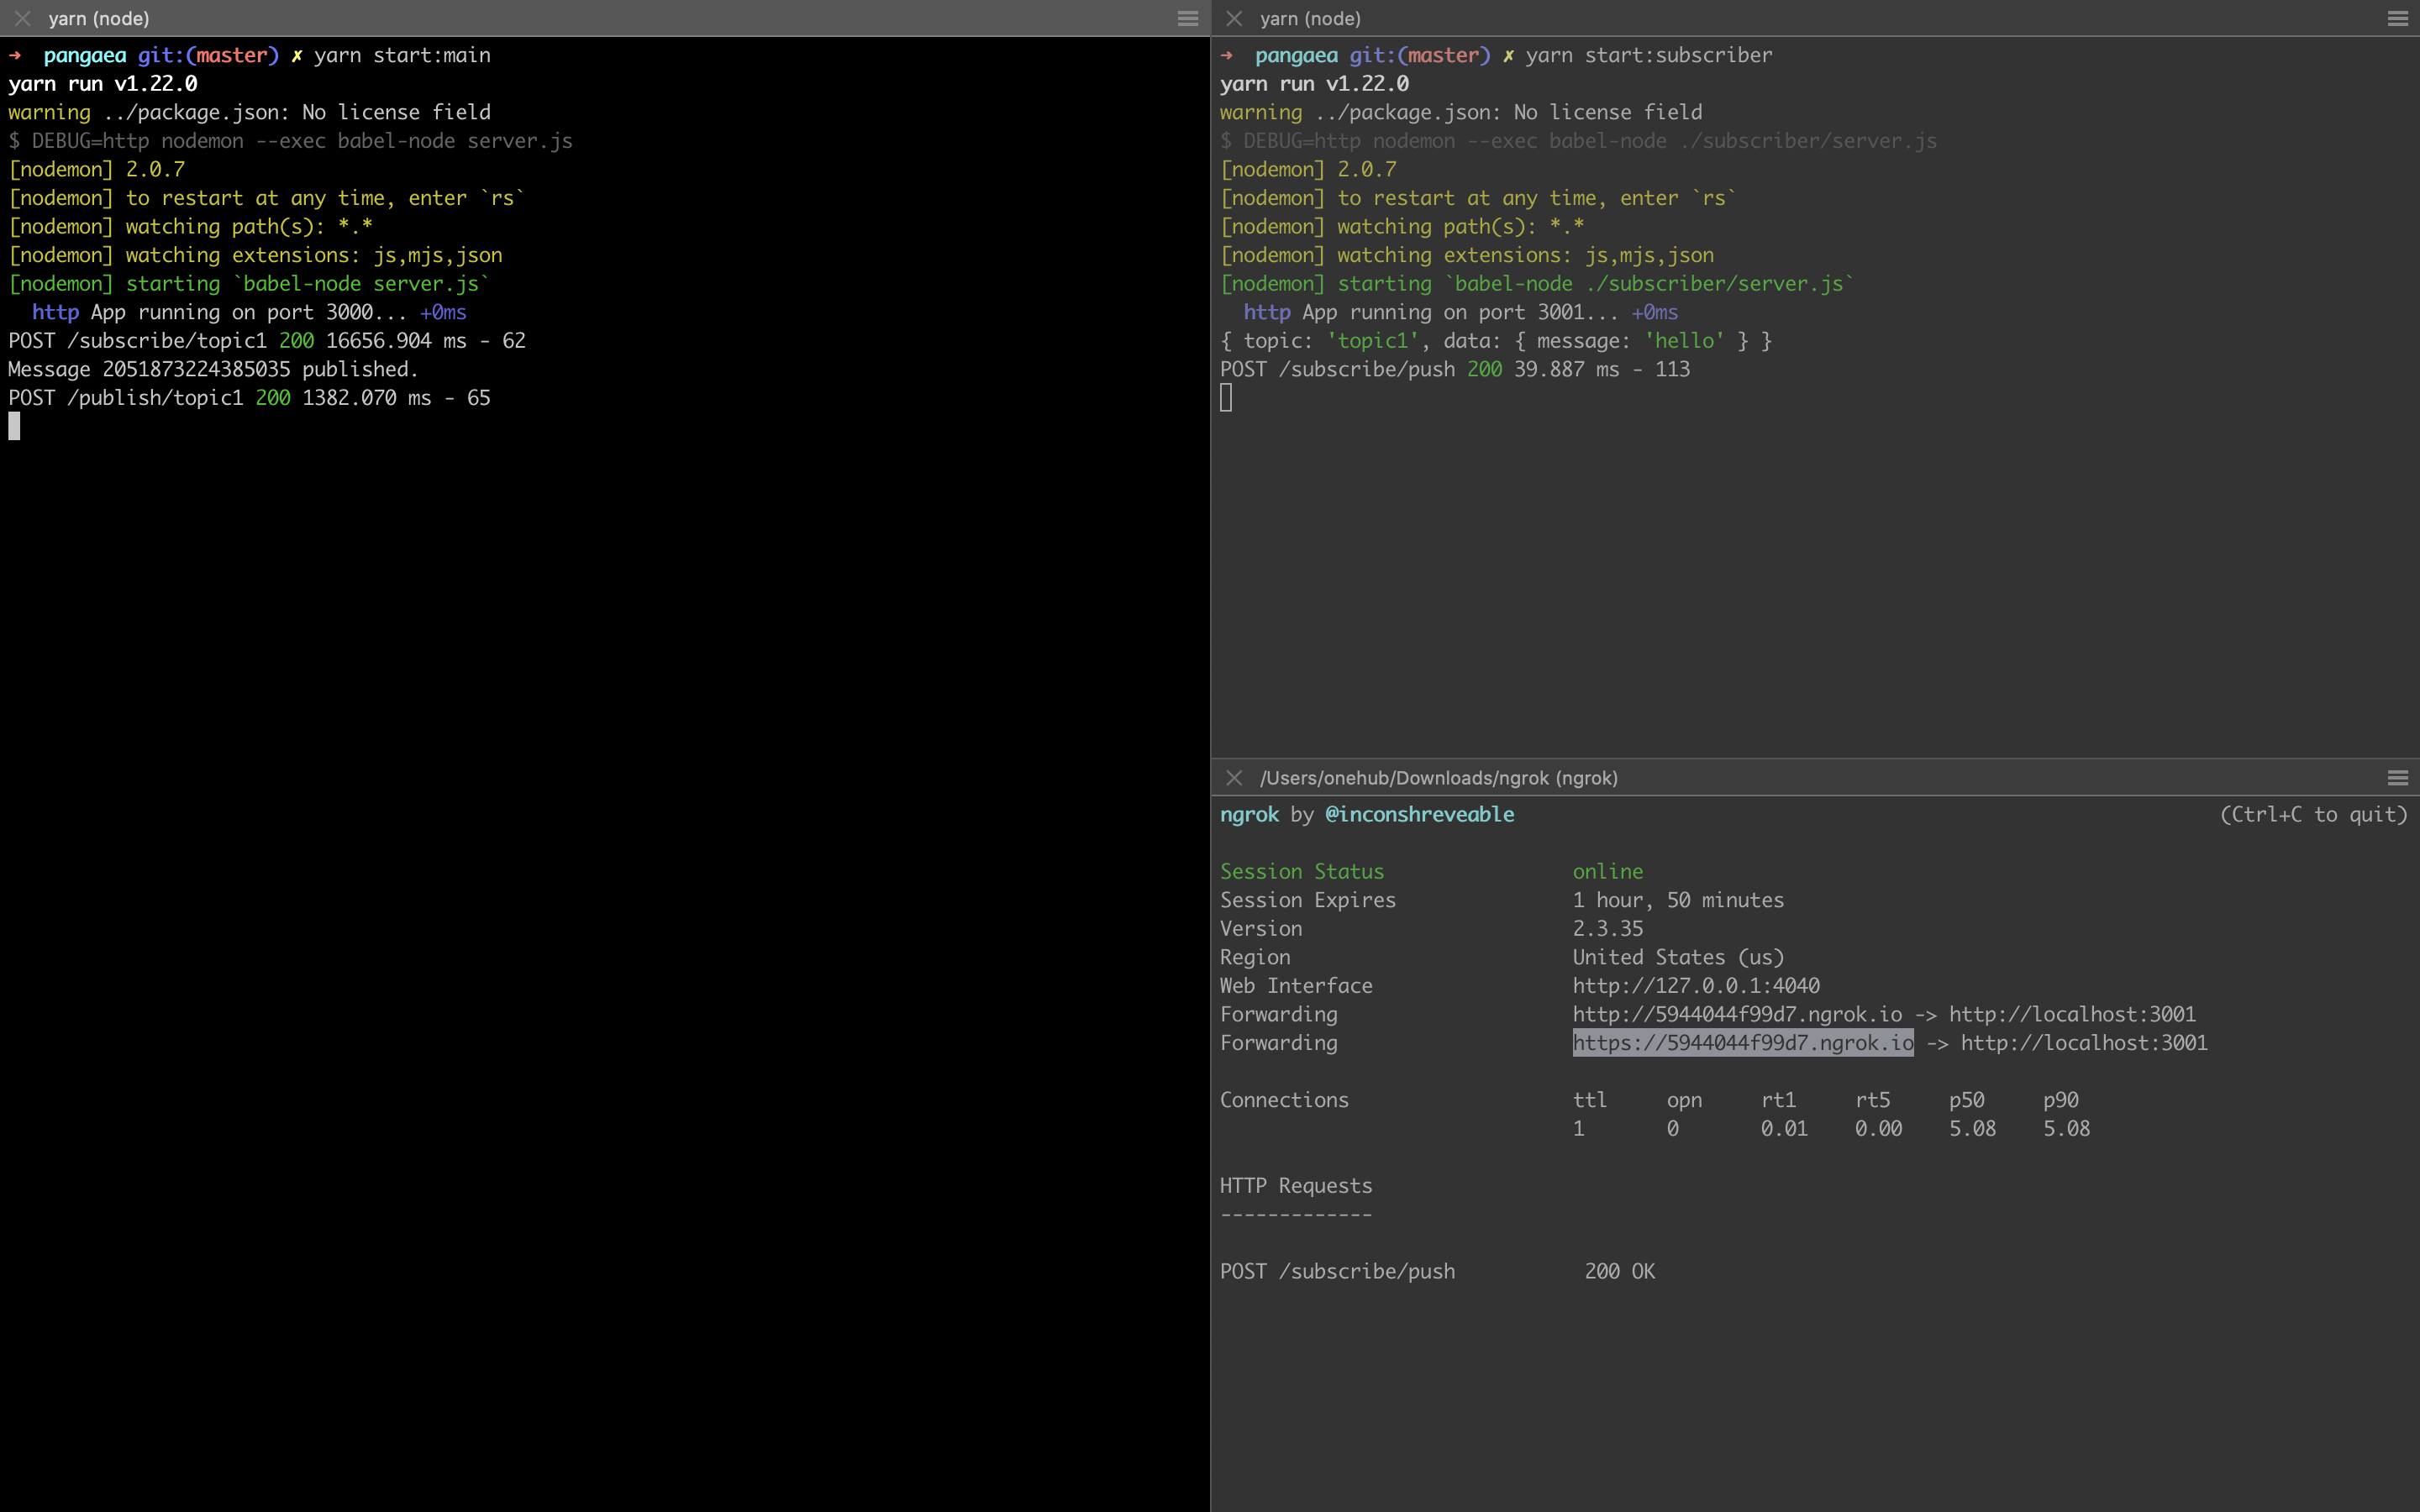 yarn (node)
➜  pangaea git:(master) ✗ yarn start:main
yarn run v1.22.0
warning ../package.json: No license field
$ DEBUG=http nodemon --exec babel-node server.js
[nodemon] 2.0.7
[nodemon] to restart at any time, enter `rs`
[nodemon] watching path(s): *.*
[nodemon] watching extensions: js,mjs,json
[nodemon] starting `babel-node server.js`
  http App running on port 3000... +0ms
POST /subscribe/topic1 200 16656.904 ms - 62
Message 2051873224385035 published.
POST /publish/topic1 200 1382.070 ms - 65
yarn (node)
➜  pangaea git:(master) ✗ yarn start:subscriber
yarn run v1.22.0
warning ../package.json: No license field
$ DEBUG=http nodemon --exec babel-node ./subscriber/server.js
[nodemon] 2.0.7
[nodemon] to restart at any time, enter `rs`
[nodemon] watching path(s): *.*
[nodemon] watching extensions: js,mjs,json
[nodemon] starting `babel-node ./subscriber/server.js`
  http App running on port 3001... +0ms
{ topic: 'topic1', data: { message: 'hello' } }
POST /subscribe/push 200 39.887 ms - 113
/Users/onehub/Downloads/ngrok (ngrok)
ngrok by @inconshreveable (Ctrl+C to quit)
Session Status online
Session Expires 1 hour, 50 minutes
Version 2.3.35
Region United States (us)
Web Interface http://127.0.0.1:4040
Forwarding http://5944044f99d7.ngrok.io -> http://localhost:3001
Forwarding https://5944044f99d7.ngrok.io -> http://localhost:3001
Connections ttl opn rt1 rt5 p50 p90
1 0 0.01 0.00 5.08 5.08
HTTP Requests
-------------
POST /subscribe/push 200 OK